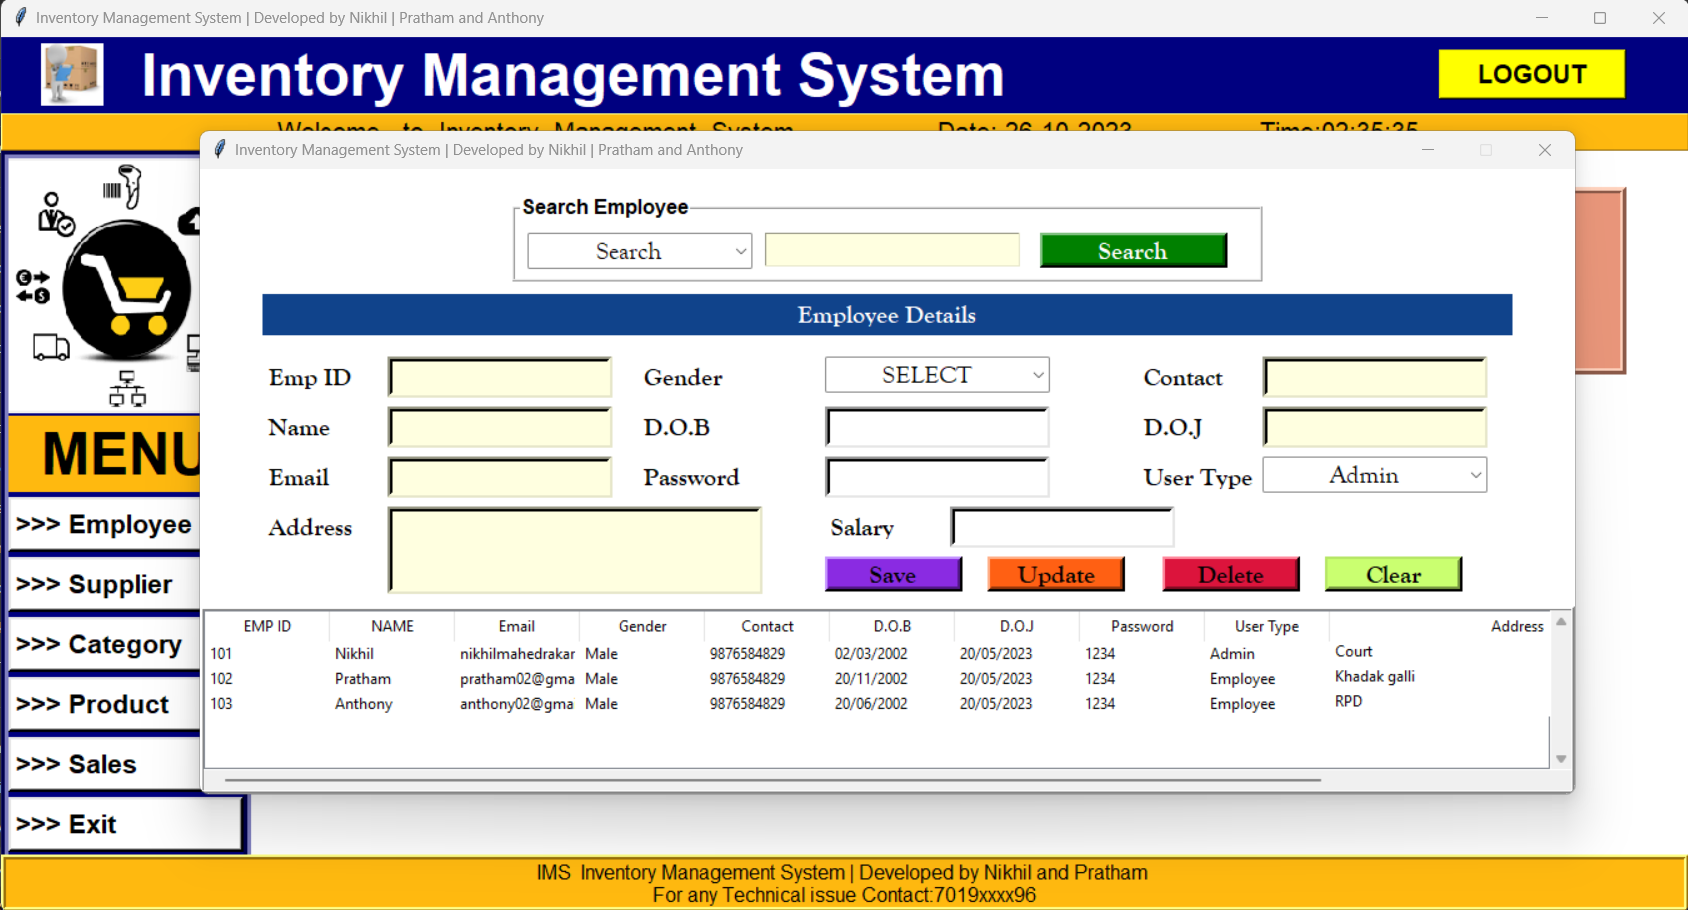 Inventory Management System | Developed by Nikhil | Pratham and Anthony
Inventory Management System
LOGOUT
Welcome to Inventory Management System Date: 26-10-2023 Time:02:35:35
Inventory Management System | Developed by Nikhil | Pratham and Anthony
Search Employee
Search Search
Employee Details
Emp ID Gender SELECT Contact
Name D.O.B D.O.J
Email Password User Type Admin
Address Salary
Save Update Delete Clear
EMP ID NAME Email Gender Contact D.O.B D.O.J Password User Type Address
101 Nikhil nikhilmahedrakar Male 9876584829 02/03/2002 20/05/2023 1234 Admin Court
102 Pratham pratham02@gma Male 9876584829 20/11/2002 20/05/2023 1234 Employee Khadak galli
103 Anthony anthony02@gma Male 9876584829 20/06/2002 20/05/2023 1234 Employee RPD
MENU
>>> Employee
>>> Supplier
>>> Category
>>> Product
>>> Sales
>>> Exit
IMS Inventory Management System | Developed by Nikhil and Pratham
For any Technical issue Contact:7019xxxx96